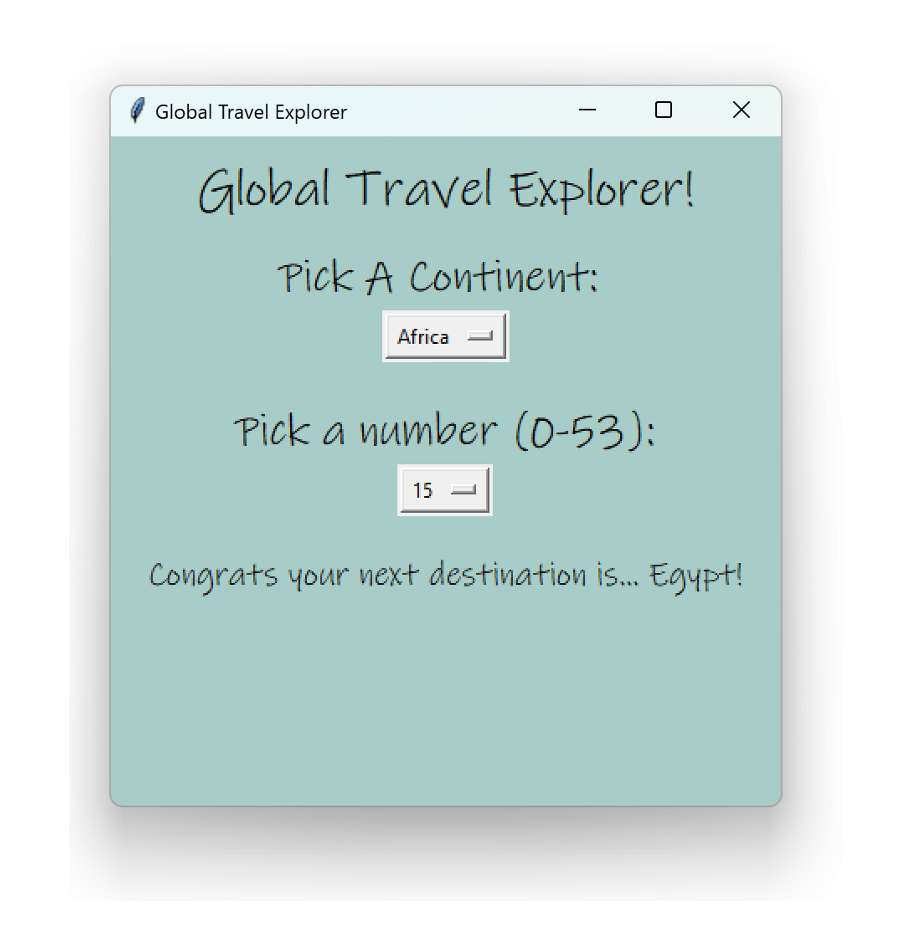 Global Travel Explorer
Global Travel Explorer!
Pick A Continent:
Africa
Pick a number (0-53):
15
Congrats your next destination is... Egypt!